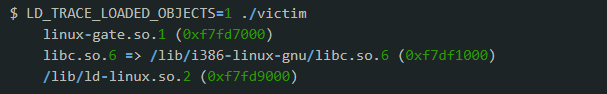 $ LD_TRACE_LOADED_OBJECTS=1 ./victim
linux-gate.so.1 (0xf7fd7000)
libc.so.6 => /lib/i386-linux-gnu/libc.so.6 (0xf7df1000)
/lib/ld-linux.so.2 (0xf7fd9000)